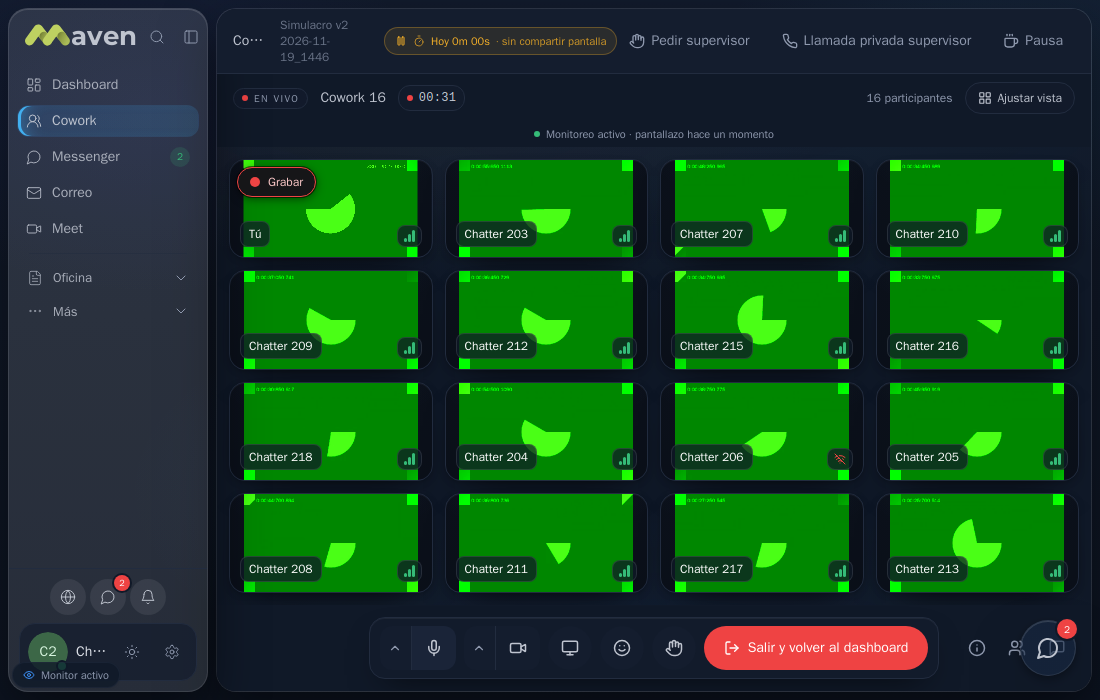 Maven
Dashboard
Cowork
Messenger
2
Correo
Meet
Oficina
Más
2
C2
Ch···
Monitor activo
Co···
Simulacro v2
2026-11-
19_1446
Hoy 0m 00s · sin compartir pantalla
Pedir supervisor
Llamada privada supervisor
Pausa
EN VIVO
Cowork 16
00:31
16 participantes
Ajustar vista
Monitoreo activo · pantallazo hace un momento
Grabar
Tú
Chatter 203
Chatter 207
Chatter 210
Chatter 209
Chatter 212
Chatter 215
Chatter 216
Chatter 218
Chatter 204
Chatter 206
Chatter 205
Chatter 208
Chatter 211
Chatter 217
Chatter 213
Salir y volver al dashboard
2